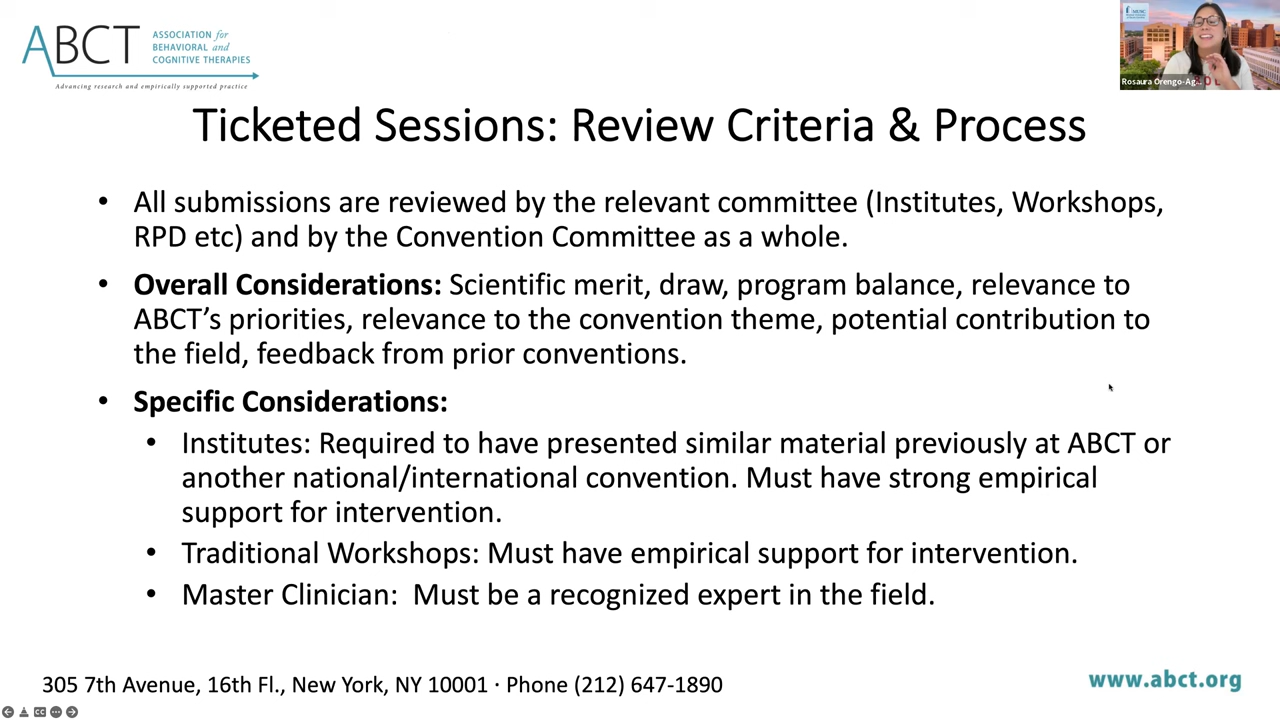 ABCT
ASSOCIATION for
BEHAVIORAL and
COGNITIVE THERAPIES
Advancing research and empirically supported practice
Rosaura Orengo-Ag...
Ticketed Sessions: Review Criteria & Process
• All submissions are reviewed by the relevant committee (Institutes, Workshops,
RPD etc) and by the Convention Committee as a whole.
• Overall Considerations: Scientific merit, draw, program balance, relevance to
ABCT’s priorities, relevance to the convention theme, potential contribution to
the field, feedback from prior conventions.
• Specific Considerations:
• Institutes: Required to have presented similar material previously at ABCT or
another national/international convention. Must have strong empirical
support for intervention.
• Traditional Workshops: Must have empirical support for intervention.
• Master Clinician:  Must be a recognized expert in the field.
305 7th Avenue, 16th Fl., New York, NY 10001 · Phone (212) 647-1890
www.abct.org
CC